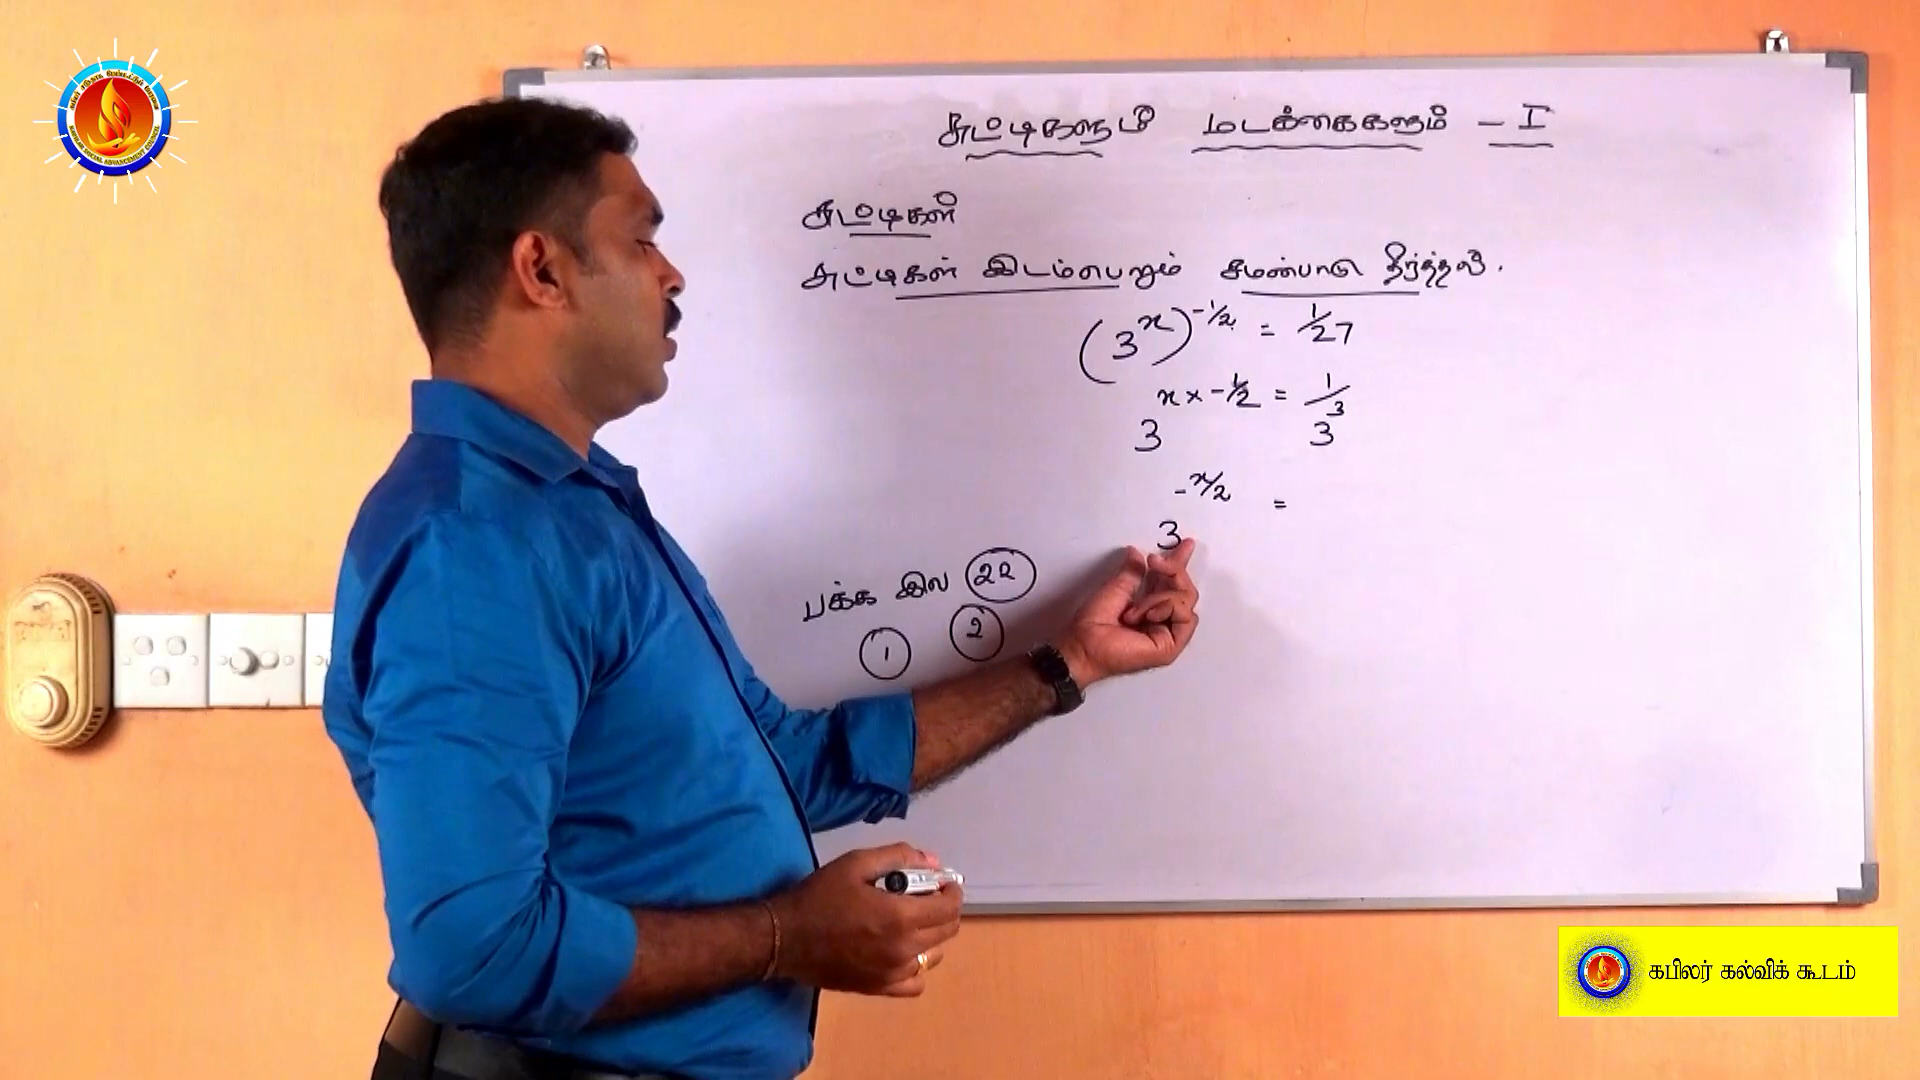 சுட்டிகளும் மடக்கைகளும் – I
சுட்டிகள்
சுட்டிகள் இடம்பெறும் சமன்பாடு தீர்த்தல்.
(3^x)^-1/2 = 1/27
3^x × -1/2 = 1/3^3
3^-x/2 =
பக்க இல 22
1 2
கபிலர் கல்விக் கூடம்